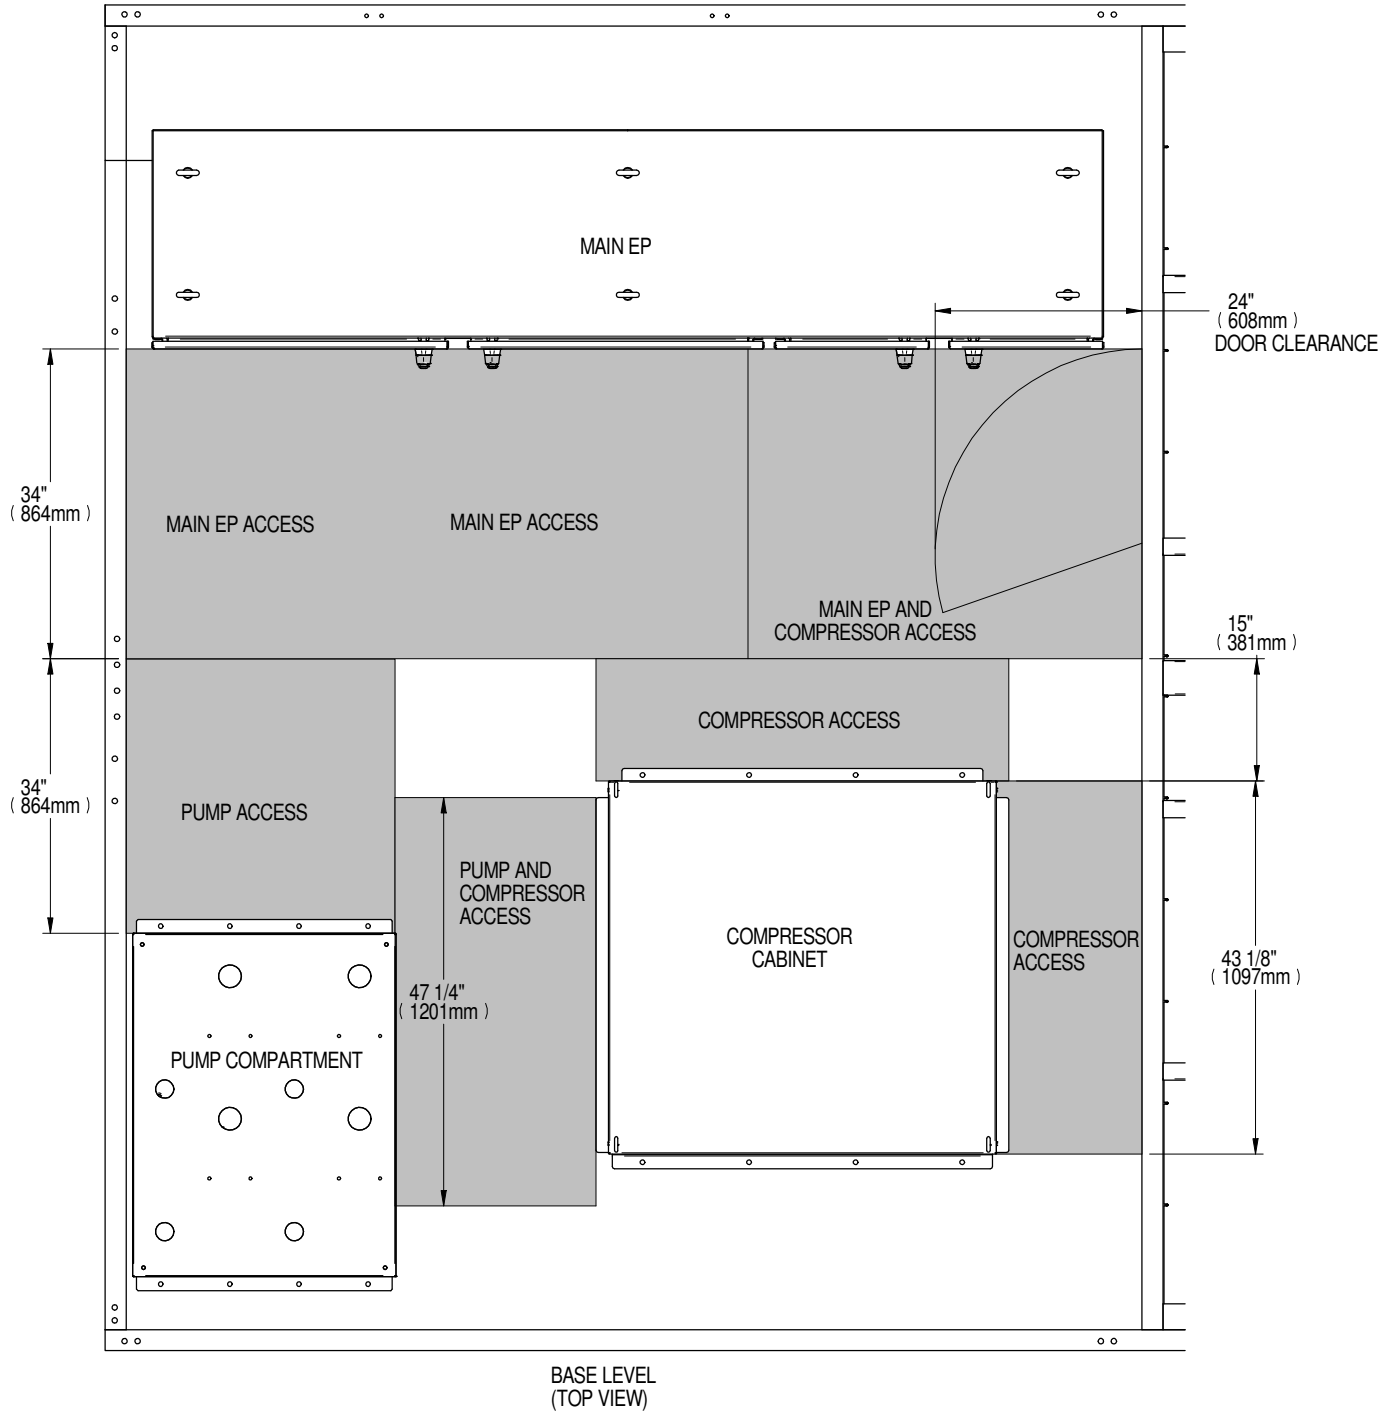 MAIN EP
24"
( 608mm )
DOOR CLEARANCE
34"
( 864mm )
MAIN EP ACCESS
MAIN EP ACCESS
MAIN EP AND
COMPRESSOR ACCESS
15"
( 381mm )
COMPRESSOR ACCESS
34"
( 864mm )
PUMP ACCESS
PUMP AND
COMPRESSOR
ACCESS
COMPRESSOR
CABINET
COMPRESSOR
ACCESS
43 1/8"
( 1097mm )
47 1/4"
( 1201mm )
PUMP COMPARTMENT
BASE LEVEL
(TOP VIEW)